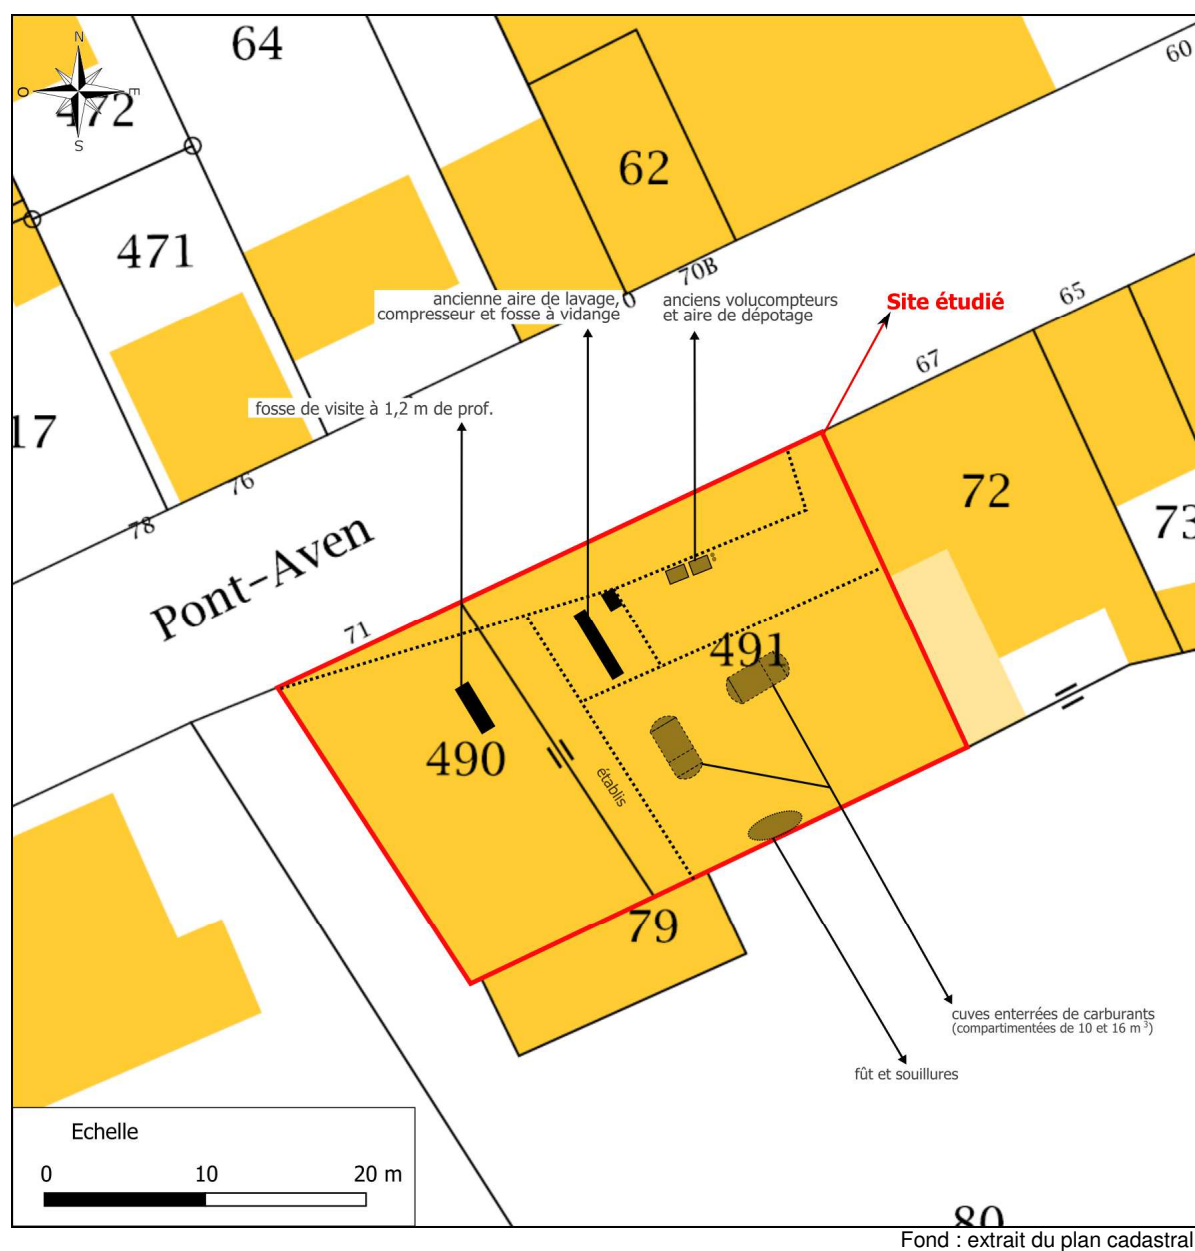 N
O
E
S
64
472
60
62
471
70B
0
ancienne aire de lavage,
compresseur et fosse à vidange
anciens volucompteurs
et aire de dépotage
Site étudié
65
67
fosse de visite à 1,2 m de prof.
17
76
78
72
73
Pont-Aven
71
491
490
établis
79
cuves enterrées de carburants
(compartimentées de 10 et 16 m³)
fût et souillures
Echelle
0 10 20 m
80
Fond : extrait du plan cadastral